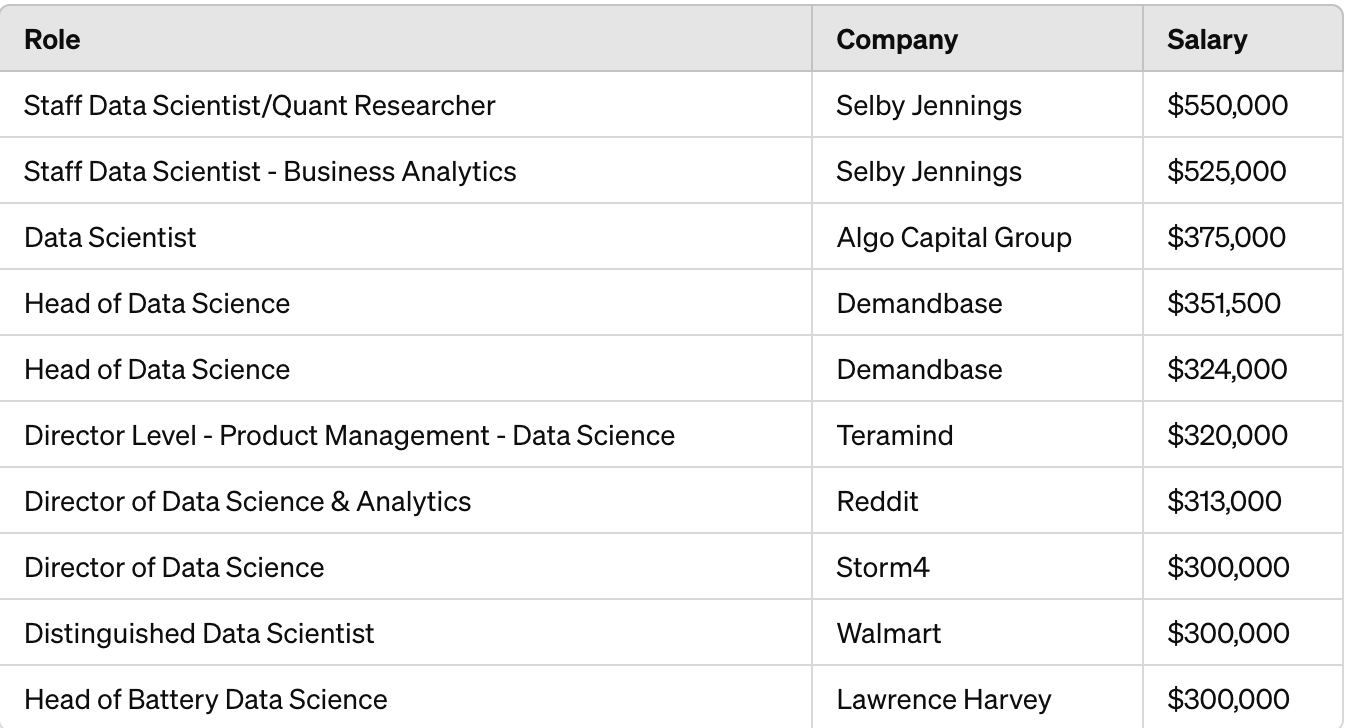 Role Company Salary
Staff Data Scientist/Quant Researcher Selby Jennings $550,000
Staff Data Scientist - Business Analytics Selby Jennings $525,000
Data Scientist Algo Capital Group $375,000
Head of Data Science Demandbase $351,500
Head of Data Science Demandbase $324,000
Director Level - Product Management - Data Science Teramind $320,000
Director of Data Science & Analytics Reddit $313,000
Director of Data Science Storm4 $300,000
Distinguished Data Scientist Walmart $300,000
Head of Battery Data Science Lawrence Harvey $300,000